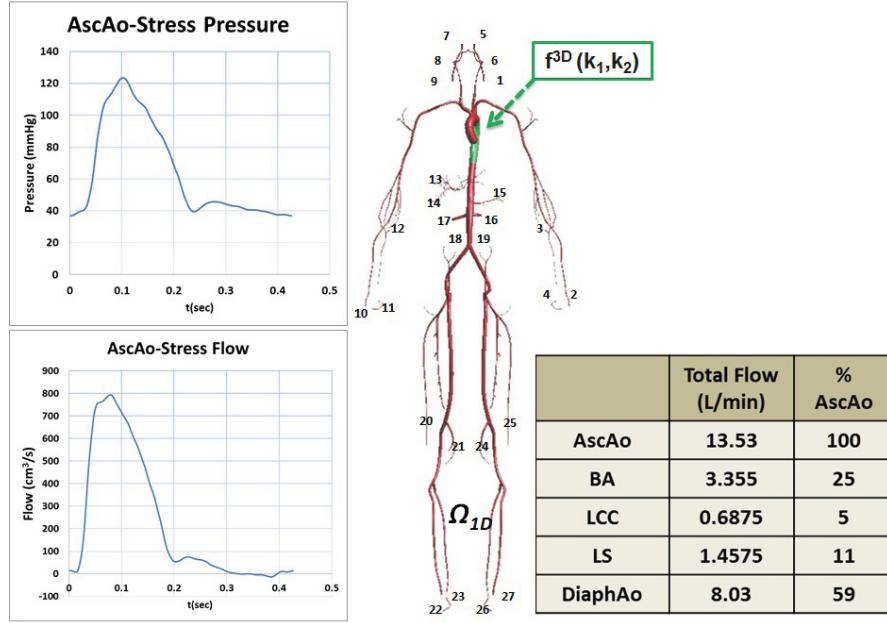 AscAo-Stress Pressure
Pressure (mmHg)
140
120
100
80
60
40
20
0
0 0.1 0.2 0.3 0.4 0.5
t(sec)
AscAo-Stress Flow
Flow (cm³/s)
900
800
700
600
500
400
300
200
100
0
-100
0 0.1 0.2 0.3 0.4 0.5
t(sec)
f³ᴰ (k₁,k₂)
7 5
8 6
9 1
13 15
14
17 16
12 3
18 19
10 11 4 2
20 25
21 24
Ω1D
22 23 26 27
Total Flow (L/min) % AscAo
AscAo 13.53 100
BA 3.355 25
LCC 0.6875 5
LS 1.4575 11
DiaphAo 8.03 59